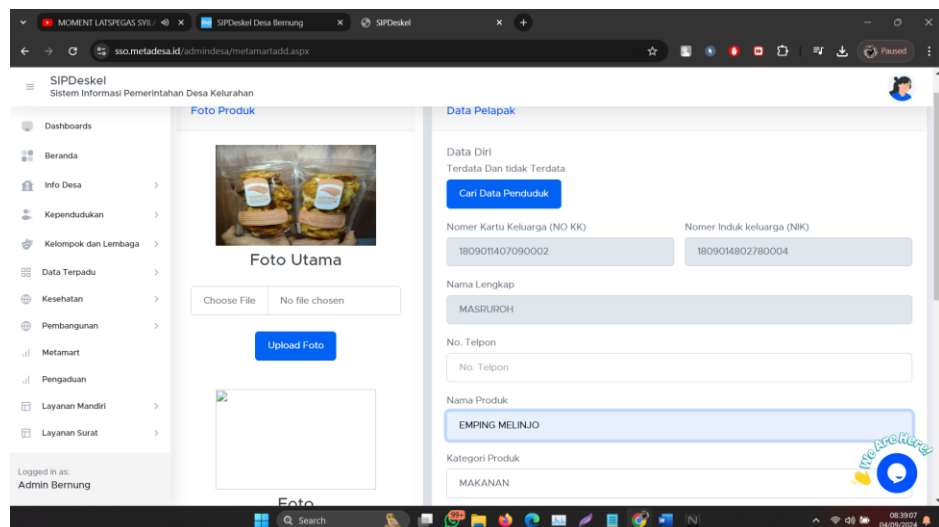 MOMENT LATSPEGAS SYIL
SIPDeskel Desa Bernung
SIPDeskel
sso.metadesa.id/admindesa/metamartadd.aspx
Paused
SIPDeskel
Sistem Informasi Pemerintahan Desa Kelurahan
Dashboards
Beranda
Info Desa
Kependudukan
Kelompok dan Lembaga
Data Terpadu
Kesehatan
Pembangunan
Metamart
Pengaduan
Layanan Mandiri
Layanan Surat
Logged in as:
Admin Bernung
Foto Produk
Foto Utama
Choose File No file chosen
Upload Foto
Foto
Data Pelapak
Data Diri
Terdata Dan tidak Terdata
Cari Data Penduduk
Nomer Kartu Keluarga (NO KK) Nomer Induk keluarga (NIK)
1809011407090002 1809014802780004
Nama Lengkap
MASRUROH
No. Telpon
No. Telpon
Nama Produk
EMPING MELINJO
Kategori Produk
MAKANAN
We Are Here!
Search
99+
08:39:07
04/09/2024